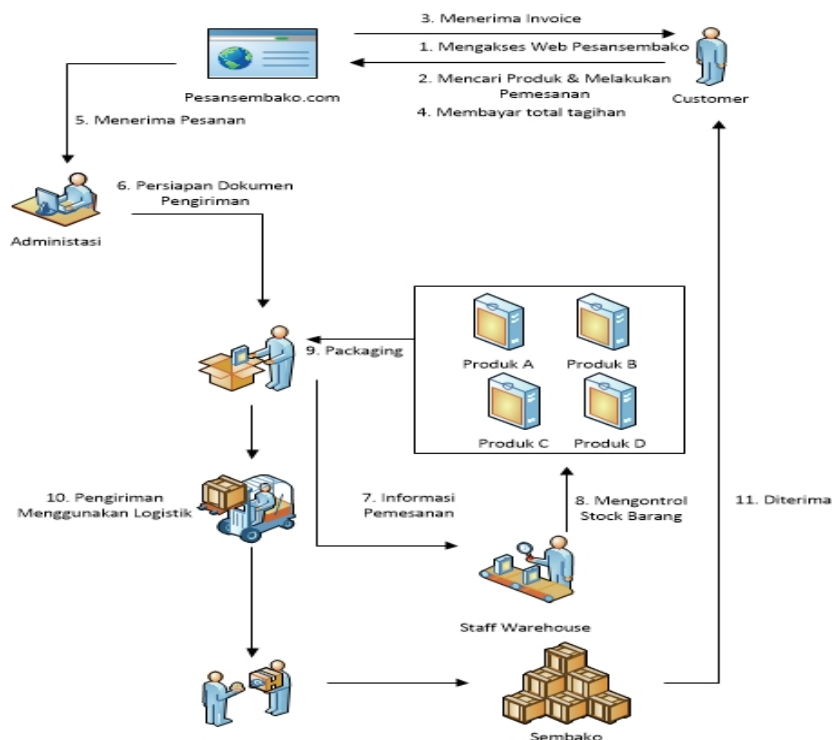 3. Menerima Invoice
1. Mengakses Web Pesansembako
2. Mencari Produk & Melakukan
Pemesanan
4. Membayar total tagihan
Pesansembako.com
Customer
5. Menerima Pesanan
6. Persiapan Dokumen
Pengiriman
Administasi
9. Packaging
Produk A
Produk B
Produk C
Produk D
10. Pengiriman
Menggunakan Logistik
7. Informasi
Pemesanan
8. Mengontrol
Stock Barang
11. Diterima
Staff Warehouse
Sembako